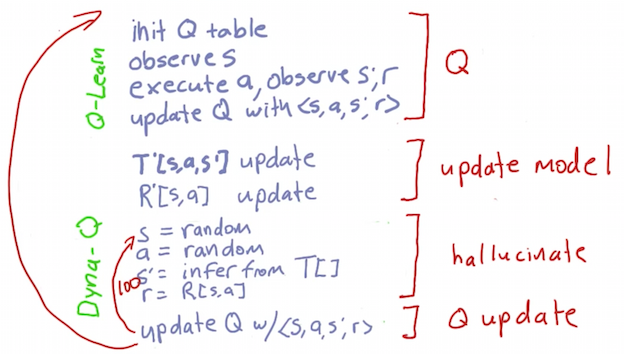 Q-Learn
init Q table
observe s
execute a, observe s', r
update Q with <s, a, s', r>
Q
T'[s,a,s'] update
R'[s,a] update
update model
Dyna-Q
s = random
a = random
s' = infer from T[]
r = R[s,a]
100
hallucinate
update Q w/<s,a,s',r>
Q update